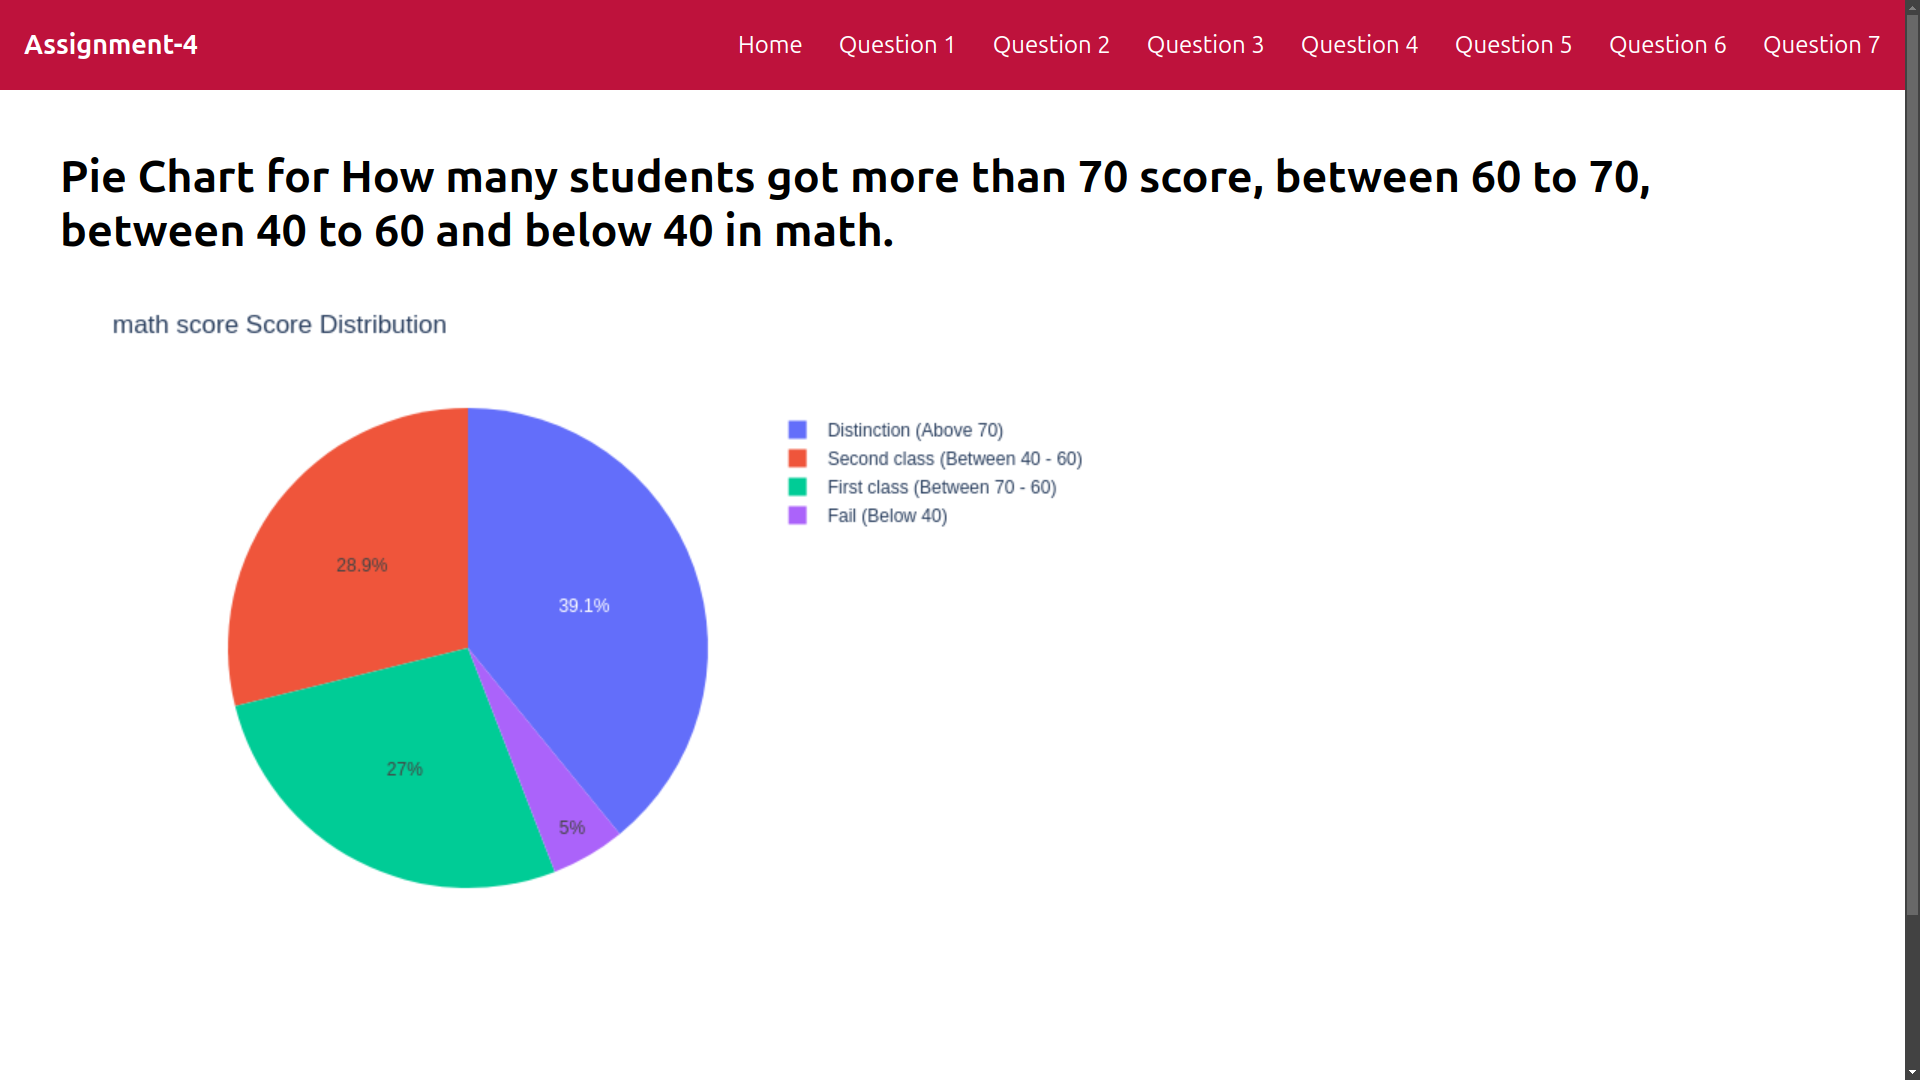 Assignment-4
Home Question 1 Question 2 Question 3 Question 4 Question 5 Question 6 Question 7
Pie Chart for How many students got more than 70 score, between 60 to 70,
between 40 to 60 and below 40 in math.
math score Score Distribution
Distinction (Above 70)
Second class (Between 40 - 60)
First class (Between 70 - 60)
Fail (Below 40)
28.9%
39.1%
27%
5%